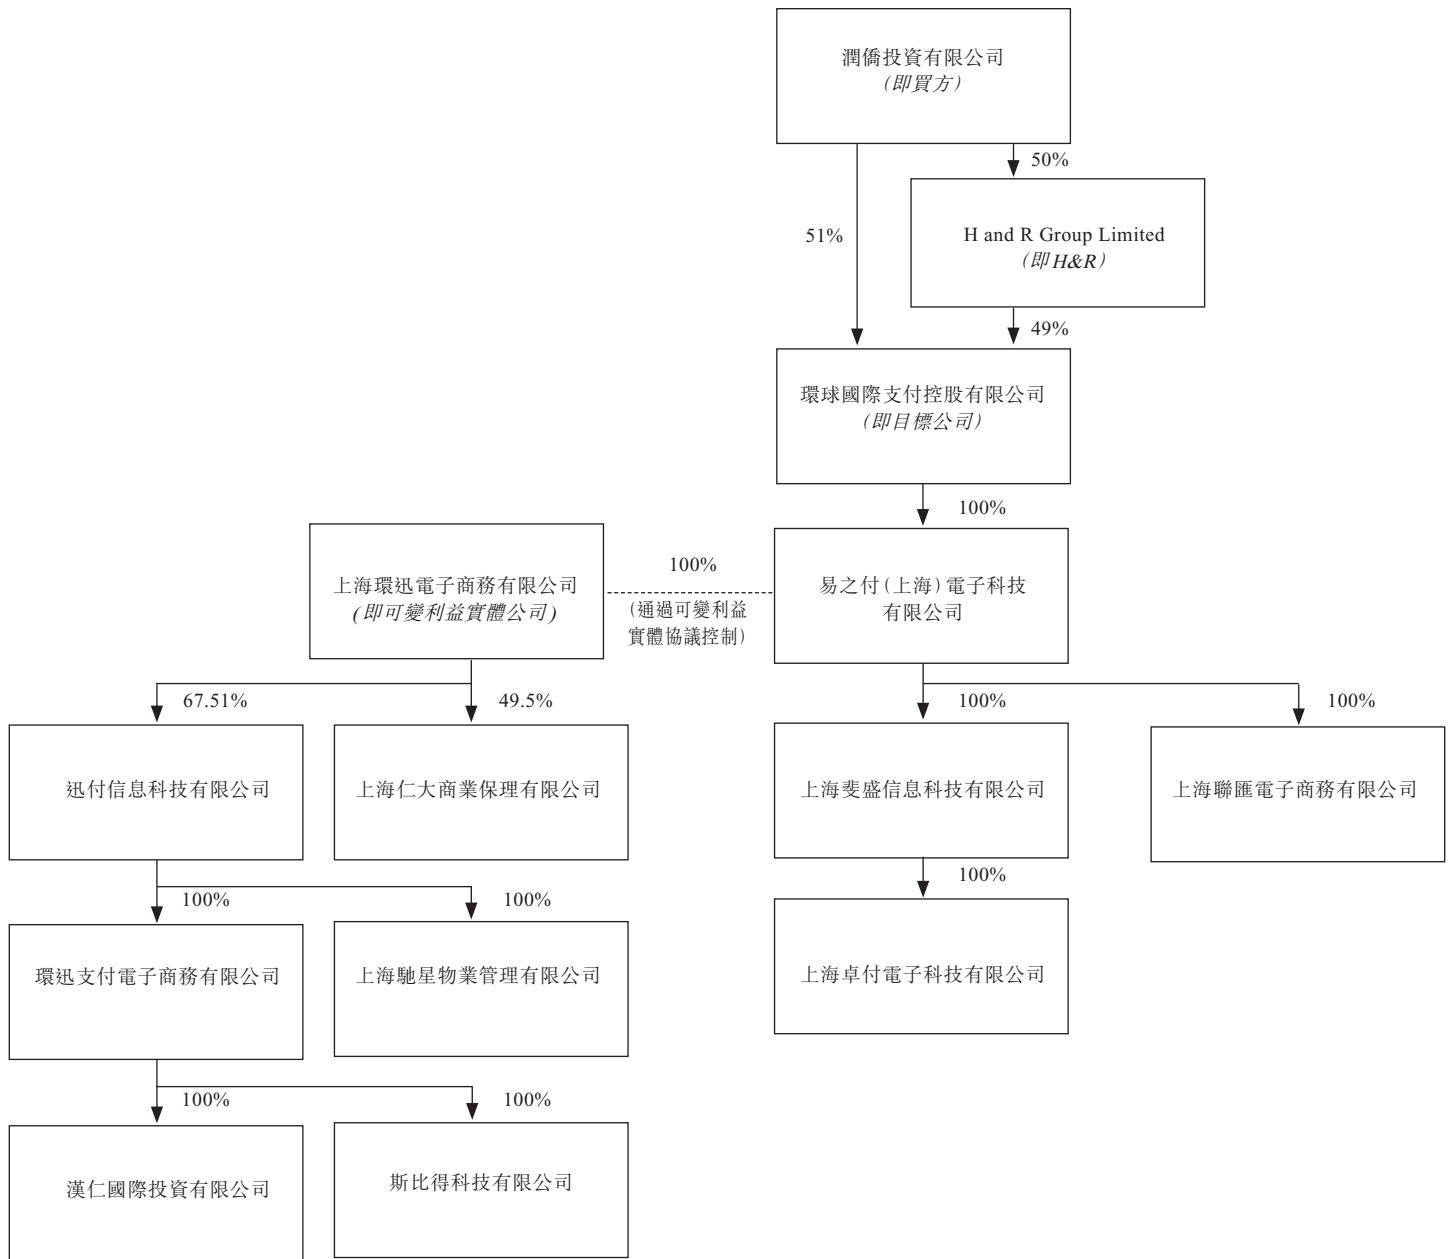 潤僑投資有限公司
(即買方)
50%
51%
H and R Group Limited
(即H&R)
49%
環球國際支付控股有限公司
(即目標公司)
100%
上海環迅電子商務有限公司
(即可變利益實體公司)
100%
(通過可變利益
實體協議控制)
易之付(上海)電子科技
有限公司
67.51%
49.5%
100%
100%
迅付信息科技有限公司
上海仁大商業保理有限公司
上海斐盛信息科技有限公司
上海聯匯電子商務有限公司
100%
100%
100%
環迅支付電子商務有限公司
上海馳星物業管理有限公司
上海卓付電子科技有限公司
100%
100%
漢仁國際投資有限公司
斯比得科技有限公司